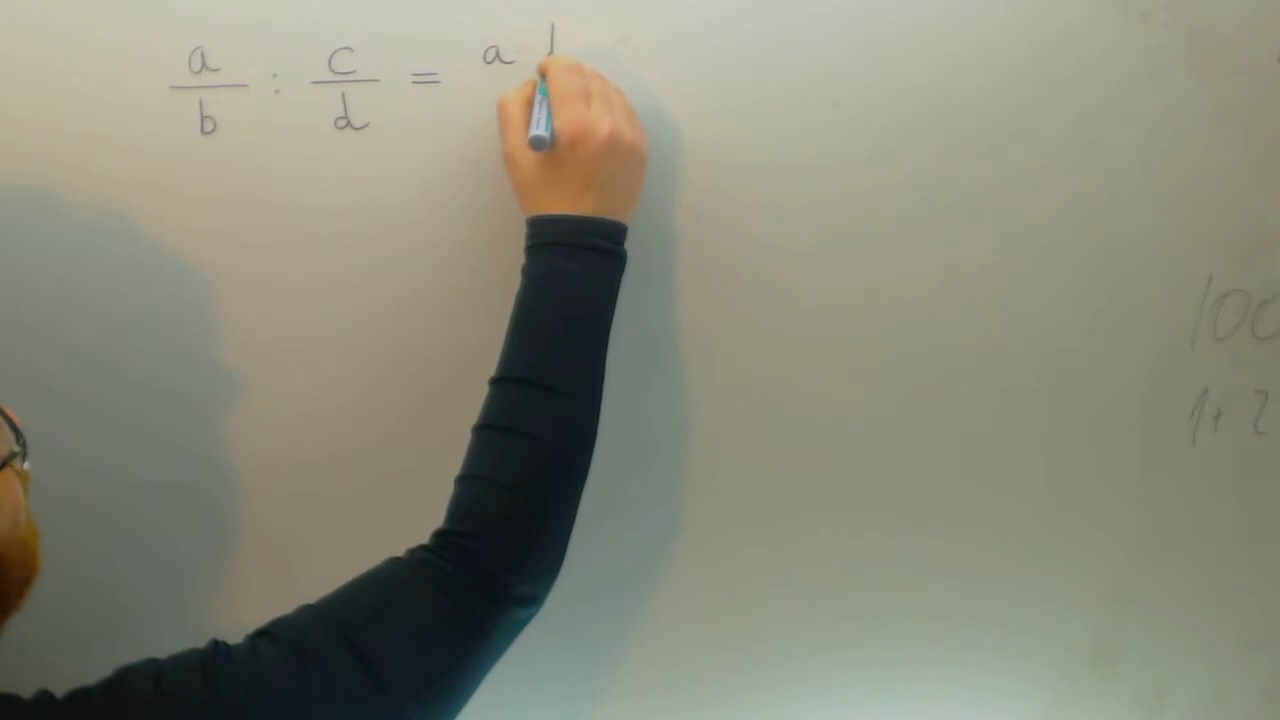 a/b : c/d = a
100
1 + 2